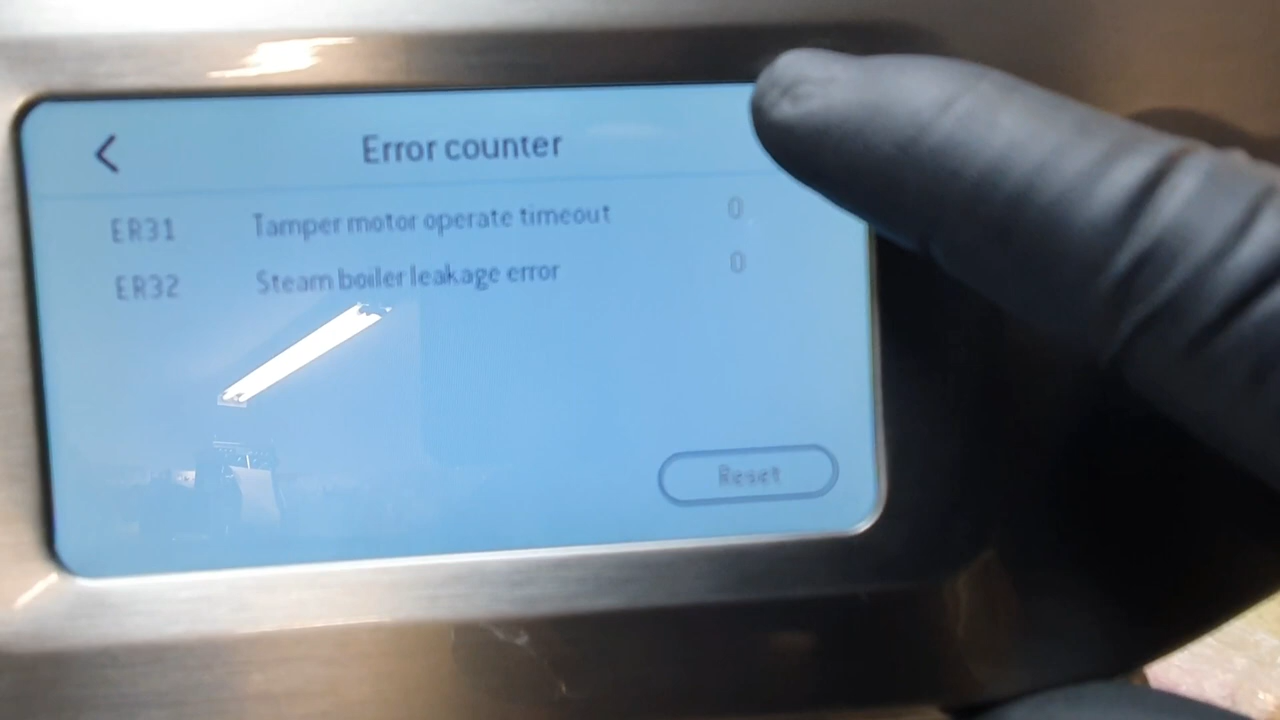 Error counter
ER31 Tamper motor operate timeout 0
ER32 Steam boiler leakage error 0
Reset